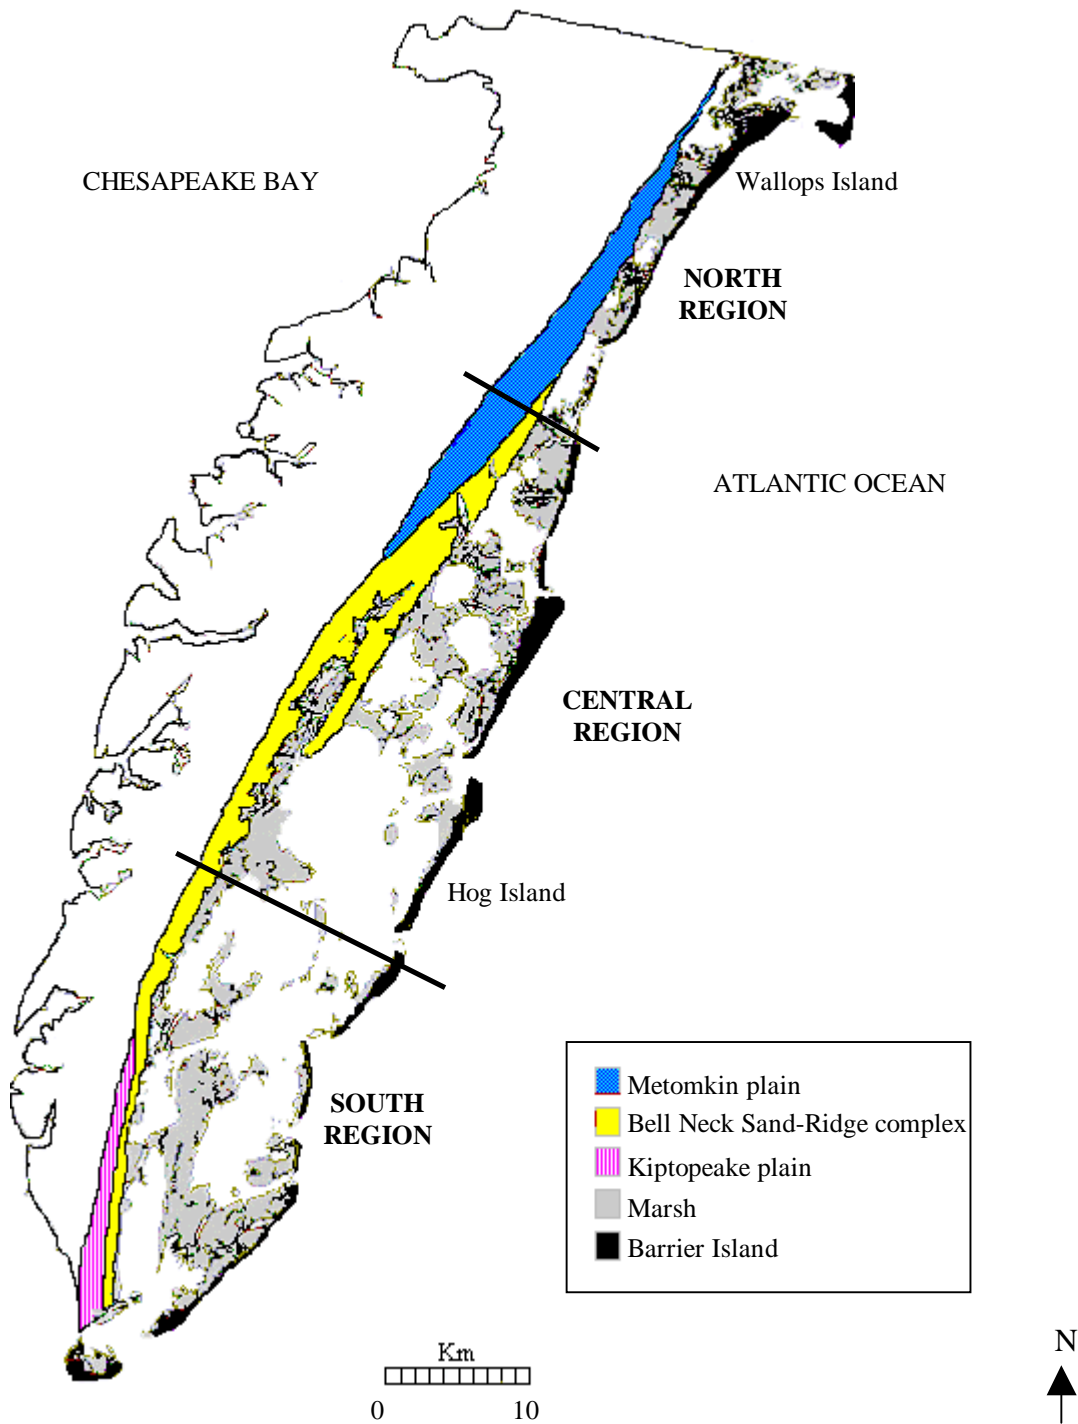 CHESAPEAKE BAY
Wallops Island
NORTH
REGION
ATLANTIC OCEAN
CENTRAL
REGION
Hog Island
SOUTH
REGION
Metomkin plain
Bell Neck Sand-Ridge complex
Kiptopeake plain
Marsh
Barrier Island
Km
0 10
N